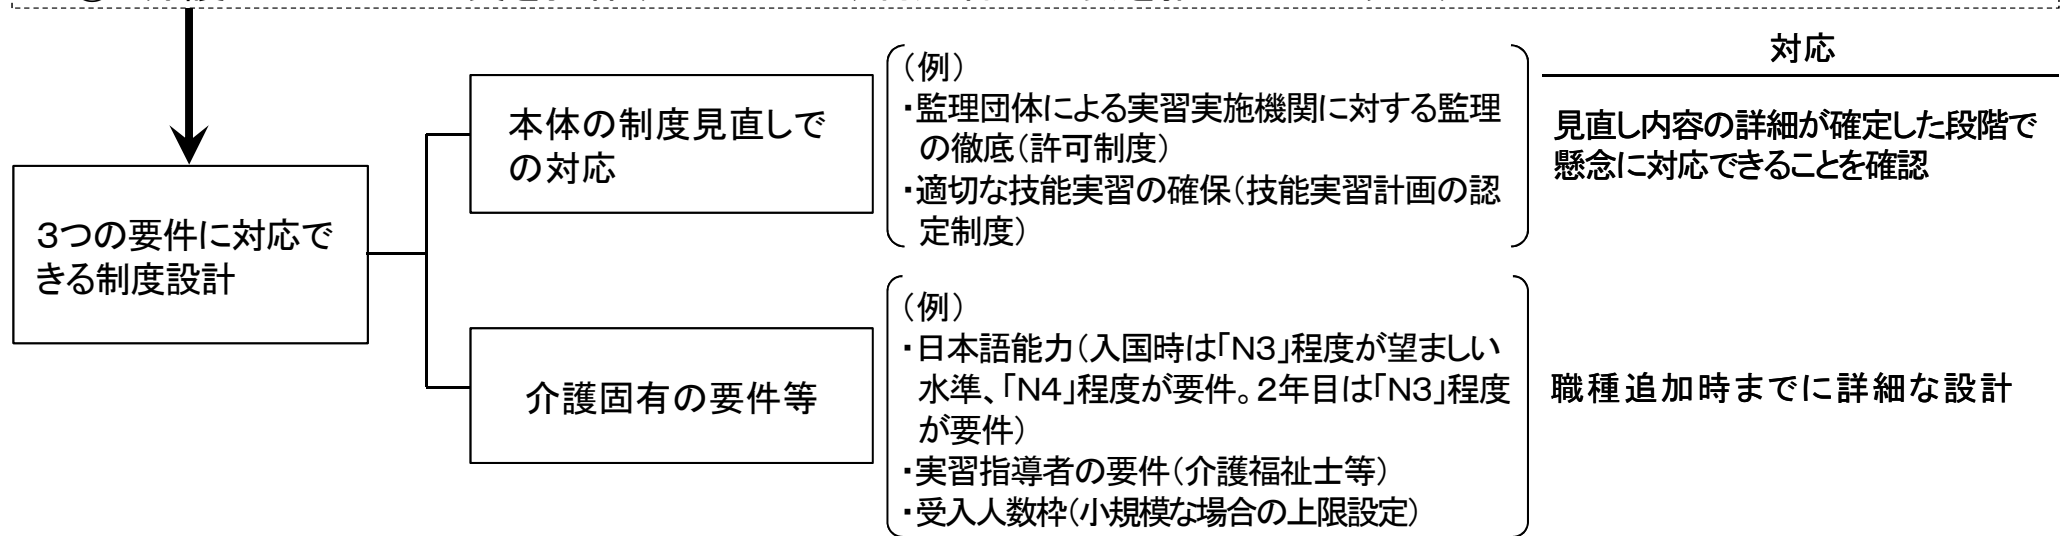 対応
3つの要件に対応で
きる制度設計
本体の制度見直しで
の対応
（例）
・監理団体による実習実施機関に対する監理
の徹底（許可制度）
・適切な技能実習の確保（技能実習計画の認
定制度）
見直し内容の詳細が確定した段階で
懸念に対応できることを確認
介護固有の要件等
（例）
・日本語能力（入国時は「N3」程度が望ましい
水準、「N4」程度が要件。2年目は「N3」程度
が要件）
・実習指導者の要件（介護福祉士等）
・受入人数枠（小規模な場合の上限設定）
職種追加時までに詳細な設計